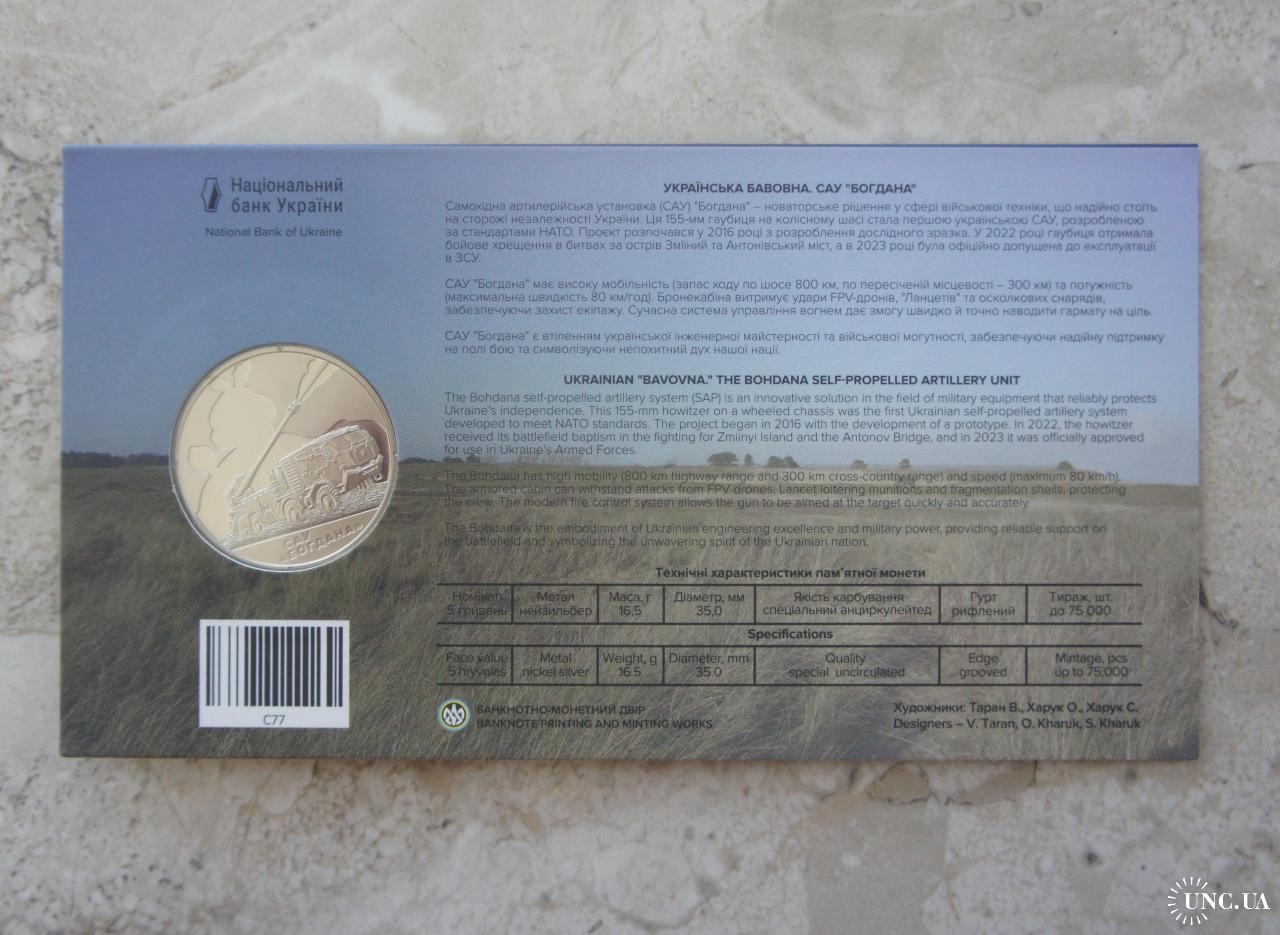 Національний
банк України
National Bank of Ukraine
УКРАЇНСЬКА БАВОВНА. САУ "БОГДАНА"
Самохідна артилерійська установка (САУ) "Богдана" – новаторське рішення у сфері військової техніки, що надійно стоїть
на сторожі незалежності України. Ця 155-мм гаубиця на колісному шасі стала першою українською САУ, розробленою
за стандартами НАТО. Проєкт розпочався у 2016 році з розроблення дослідного зразка. У 2022 році гаубиця отримала
бойове хрещення в битвах за острів Зміїний та Антонівський міст, а в 2023 році була офіційно допущена до експлуатації
в ЗСУ.
САУ "Богдана" має високу мобільність (запас ходу по шосе 800 км, по пересіченій місцевості – 300 км) та потужність
(максимальна швидкість 80 км/год). Бронекабіна витримує удари FPV-дронів, "Ланцетів" та осколкових снарядів,
забезпечуючи захист екіпажу. Сучасна система управління вогнем дає змогу швидко й точно наводити гармату на ціль.
САУ "Богдана" є втіленням української інженерної майстерності та військової могутності, забезпечуючи надійну підтримку
на полі бою та символізуючи непохитний дух нашої нації.
UKRAINIAN "BAVOVNA." THE BOHDANA SELF-PROPELLED ARTILLERY UNIT
The Bohdana self-propelled artillery system (SAP) is an innovative solution in the field of military equipment that reliably protects
Ukraine's independence. This 155-mm howitzer on a wheeled chassis was the first Ukrainian self-propelled artillery system
developed to meet NATO standards. The project began in 2016 with the development of a prototype. In 2022, the howitzer
received its battlefield baptism in the fighting for Zmiinyi Island and the Antonov Bridge, and in 2023 it was officially approved
for use in Ukraine's Armed Forces.
The Bohdana has high mobility (800 km highway range and 300 km cross-country range) and speed (maximum 80 km/h).
The armored cabin can withstand attacks from FPV drones, Lancet loitering munitions and fragmentation shells, protecting
the crew. The modern fire control system allows the gun to be aimed at the target quickly and accurately.
The Bohdana is the embodiment of Ukrainian engineering excellence and military power, providing reliable support on
the battlefield and symbolizing the unwavering spirit of the Ukrainian nation.
САУ
«БОГДАНА»
Технічні характеристики пам'ятної монети
Номінал Метал Маса, г Діаметр, мм Якість карбування Гурт Тираж, шт.
5 гривень нейзильбер 16,5 35,0 спеціальний анциркулейтед рифлений до 75 000
Specifications
Face value Metal Weight, g Diameter, mm Quality Edge Mintage, pcs
5 hryvnias nickel silver 16.5 35.0 special uncirculated grooved up to 75,000
C77
БАНКНОТНО-МОНЕТНИЙ ДВІР
BANKNOTE PRINTING AND MINTING WORKS
Художники: Таран В., Харук О., Харук С.
Designers – V. Taran, O. Kharuk, S. Kharuk
UNC.UA